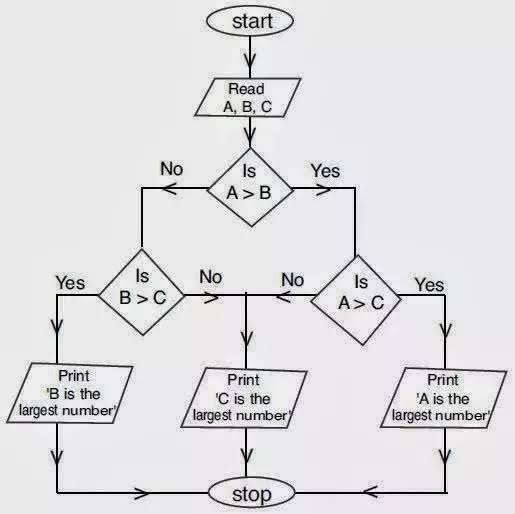 start
Read
A, B, C
Is
A > B
No
Yes
Is
B > C
Yes
No
Is
A > C
No
Yes
Print
'B is the
largest number'
Print
'C is the
largest number'
Print
'A is the
largest number'
stop